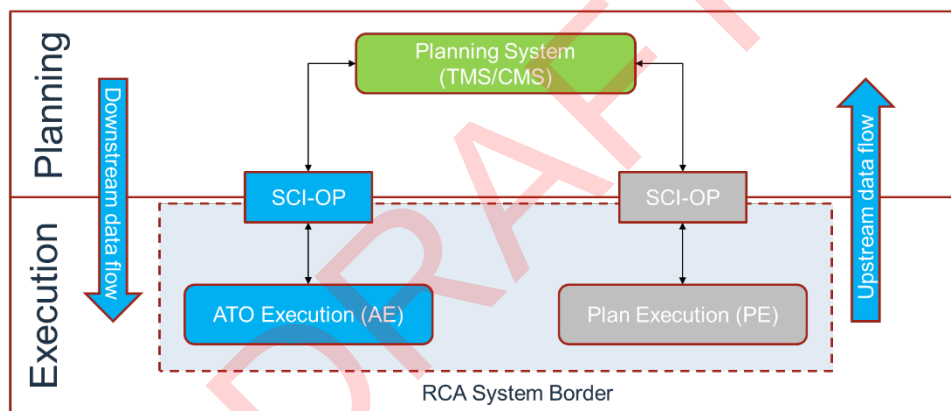 Planning
Execution
Downstream data flow
Planning System
(TMS/CMS)
SCI-OP
SCI-OP
ATO Execution (AE)
Plan Execution (PE)
RCA System Border
Upstream data flow
DRAFT